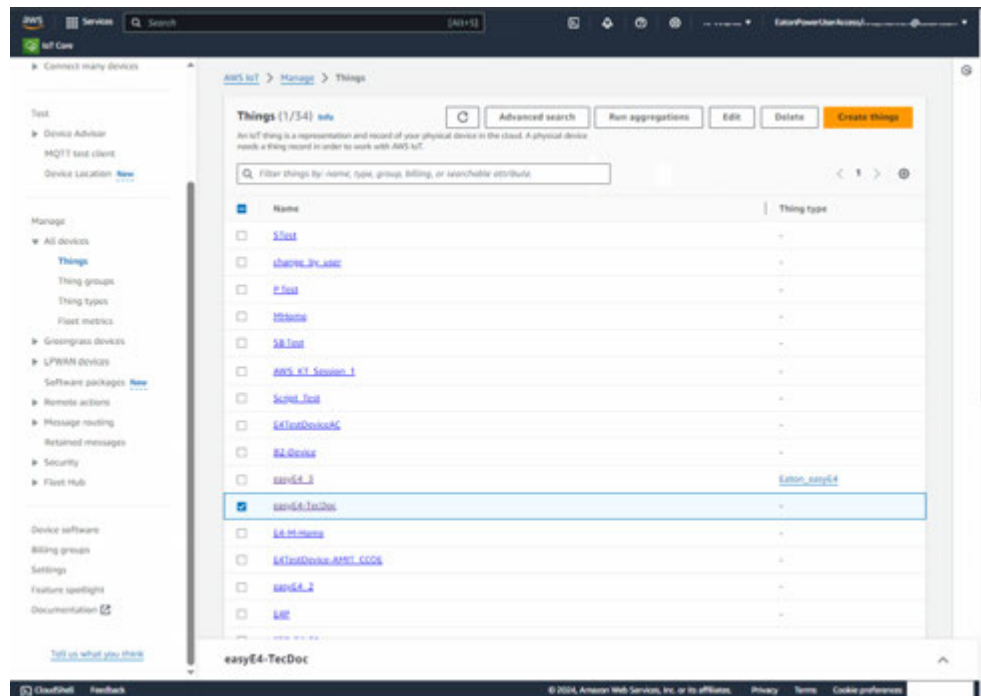 aws Services Search [Alt+S]
IoT Core
Connect many devices
Test
Device Advisor
MQTT test client
Device Location New
Manage
All devices
Things
Thing groups
Thing types
Fleet metrics
Greengrass devices
LPWAN devices
Software packages New
Remote actions
Message routing
Retained messages
Security
Fleet Hub
Device software
Billing groups
Settings
Feature spotlight
Documentation
Tell us what you think
AWS IoT > Manage > Things
Things (1/34) Info
Advanced search Run aggregations Edit Delete Create things
An IoT thing is a representation and record of your physical device in the cloud. A physical device
needs a thing record in order to work with AWS IoT.
Filter things by: name, type, group, billing, or searchable attribute
< 1 >
Name Thing type
STest -
change_by_user -
P Test -
MHome -
SB Test -
AWS_KT_Session_1 -
Script_Test -
E4TestDeviceAC -
B2-Device -
easyE4_3 Eaton_easyE4
easyE4-TecDoc -
E4-M-Hama -
E4TestDevice-AMIT_CCOE -
easyE4_2 -
-
easyE4-TecDoc
CloudShell Feedback © 2024, Amazon Web Services, Inc. or its affiliates. Privacy Terms Cookie preferences